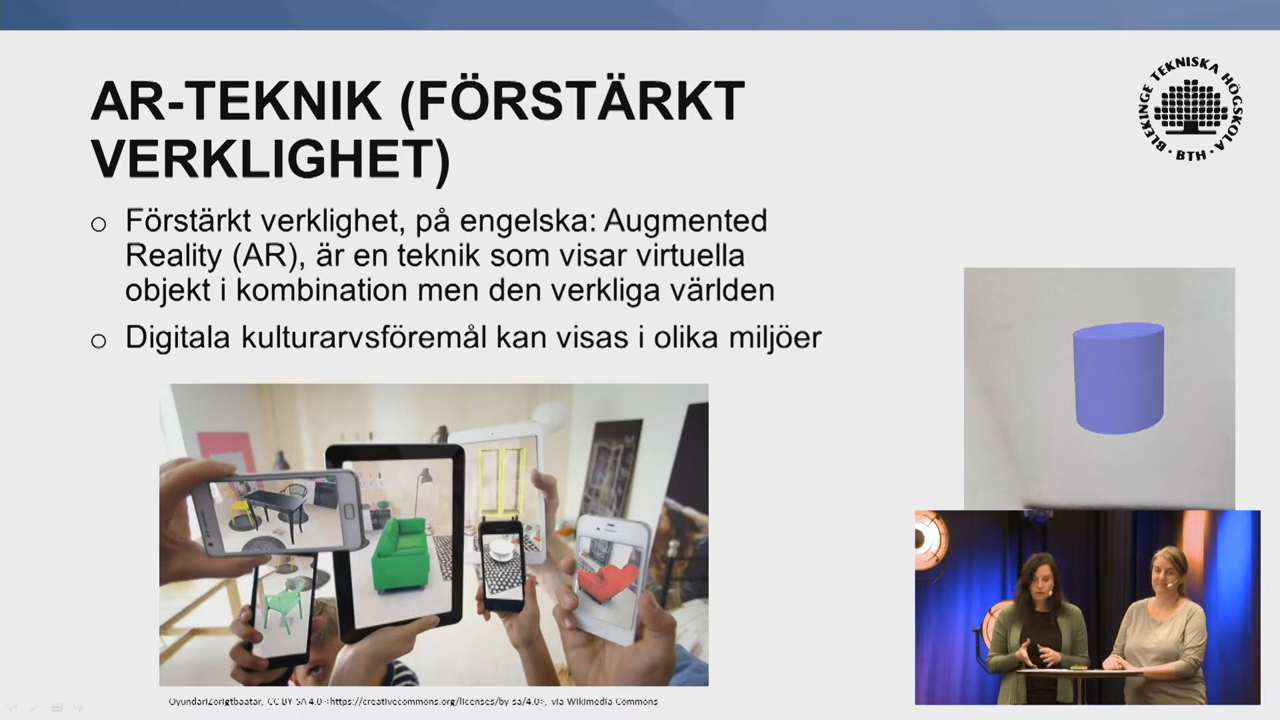 AR-TEKNIK (FÖRSTÄRKT
VERKLIGHET)
BLEKINGE TEKNISKA HÖGSKOLA
· BTH ·
o Förstärkt verklighet, på engelska: Augmented
Reality (AR), är en teknik som visar virtuella
objekt i kombination men den verkliga världen
o Digitala kulturarvsföremål kan visas i olika miljöer
OyundariZorigtbaatar, CC BY-SA 4.0 <https://creativecommons.org/licenses/by-sa/4.0>, via Wikimedia Commons